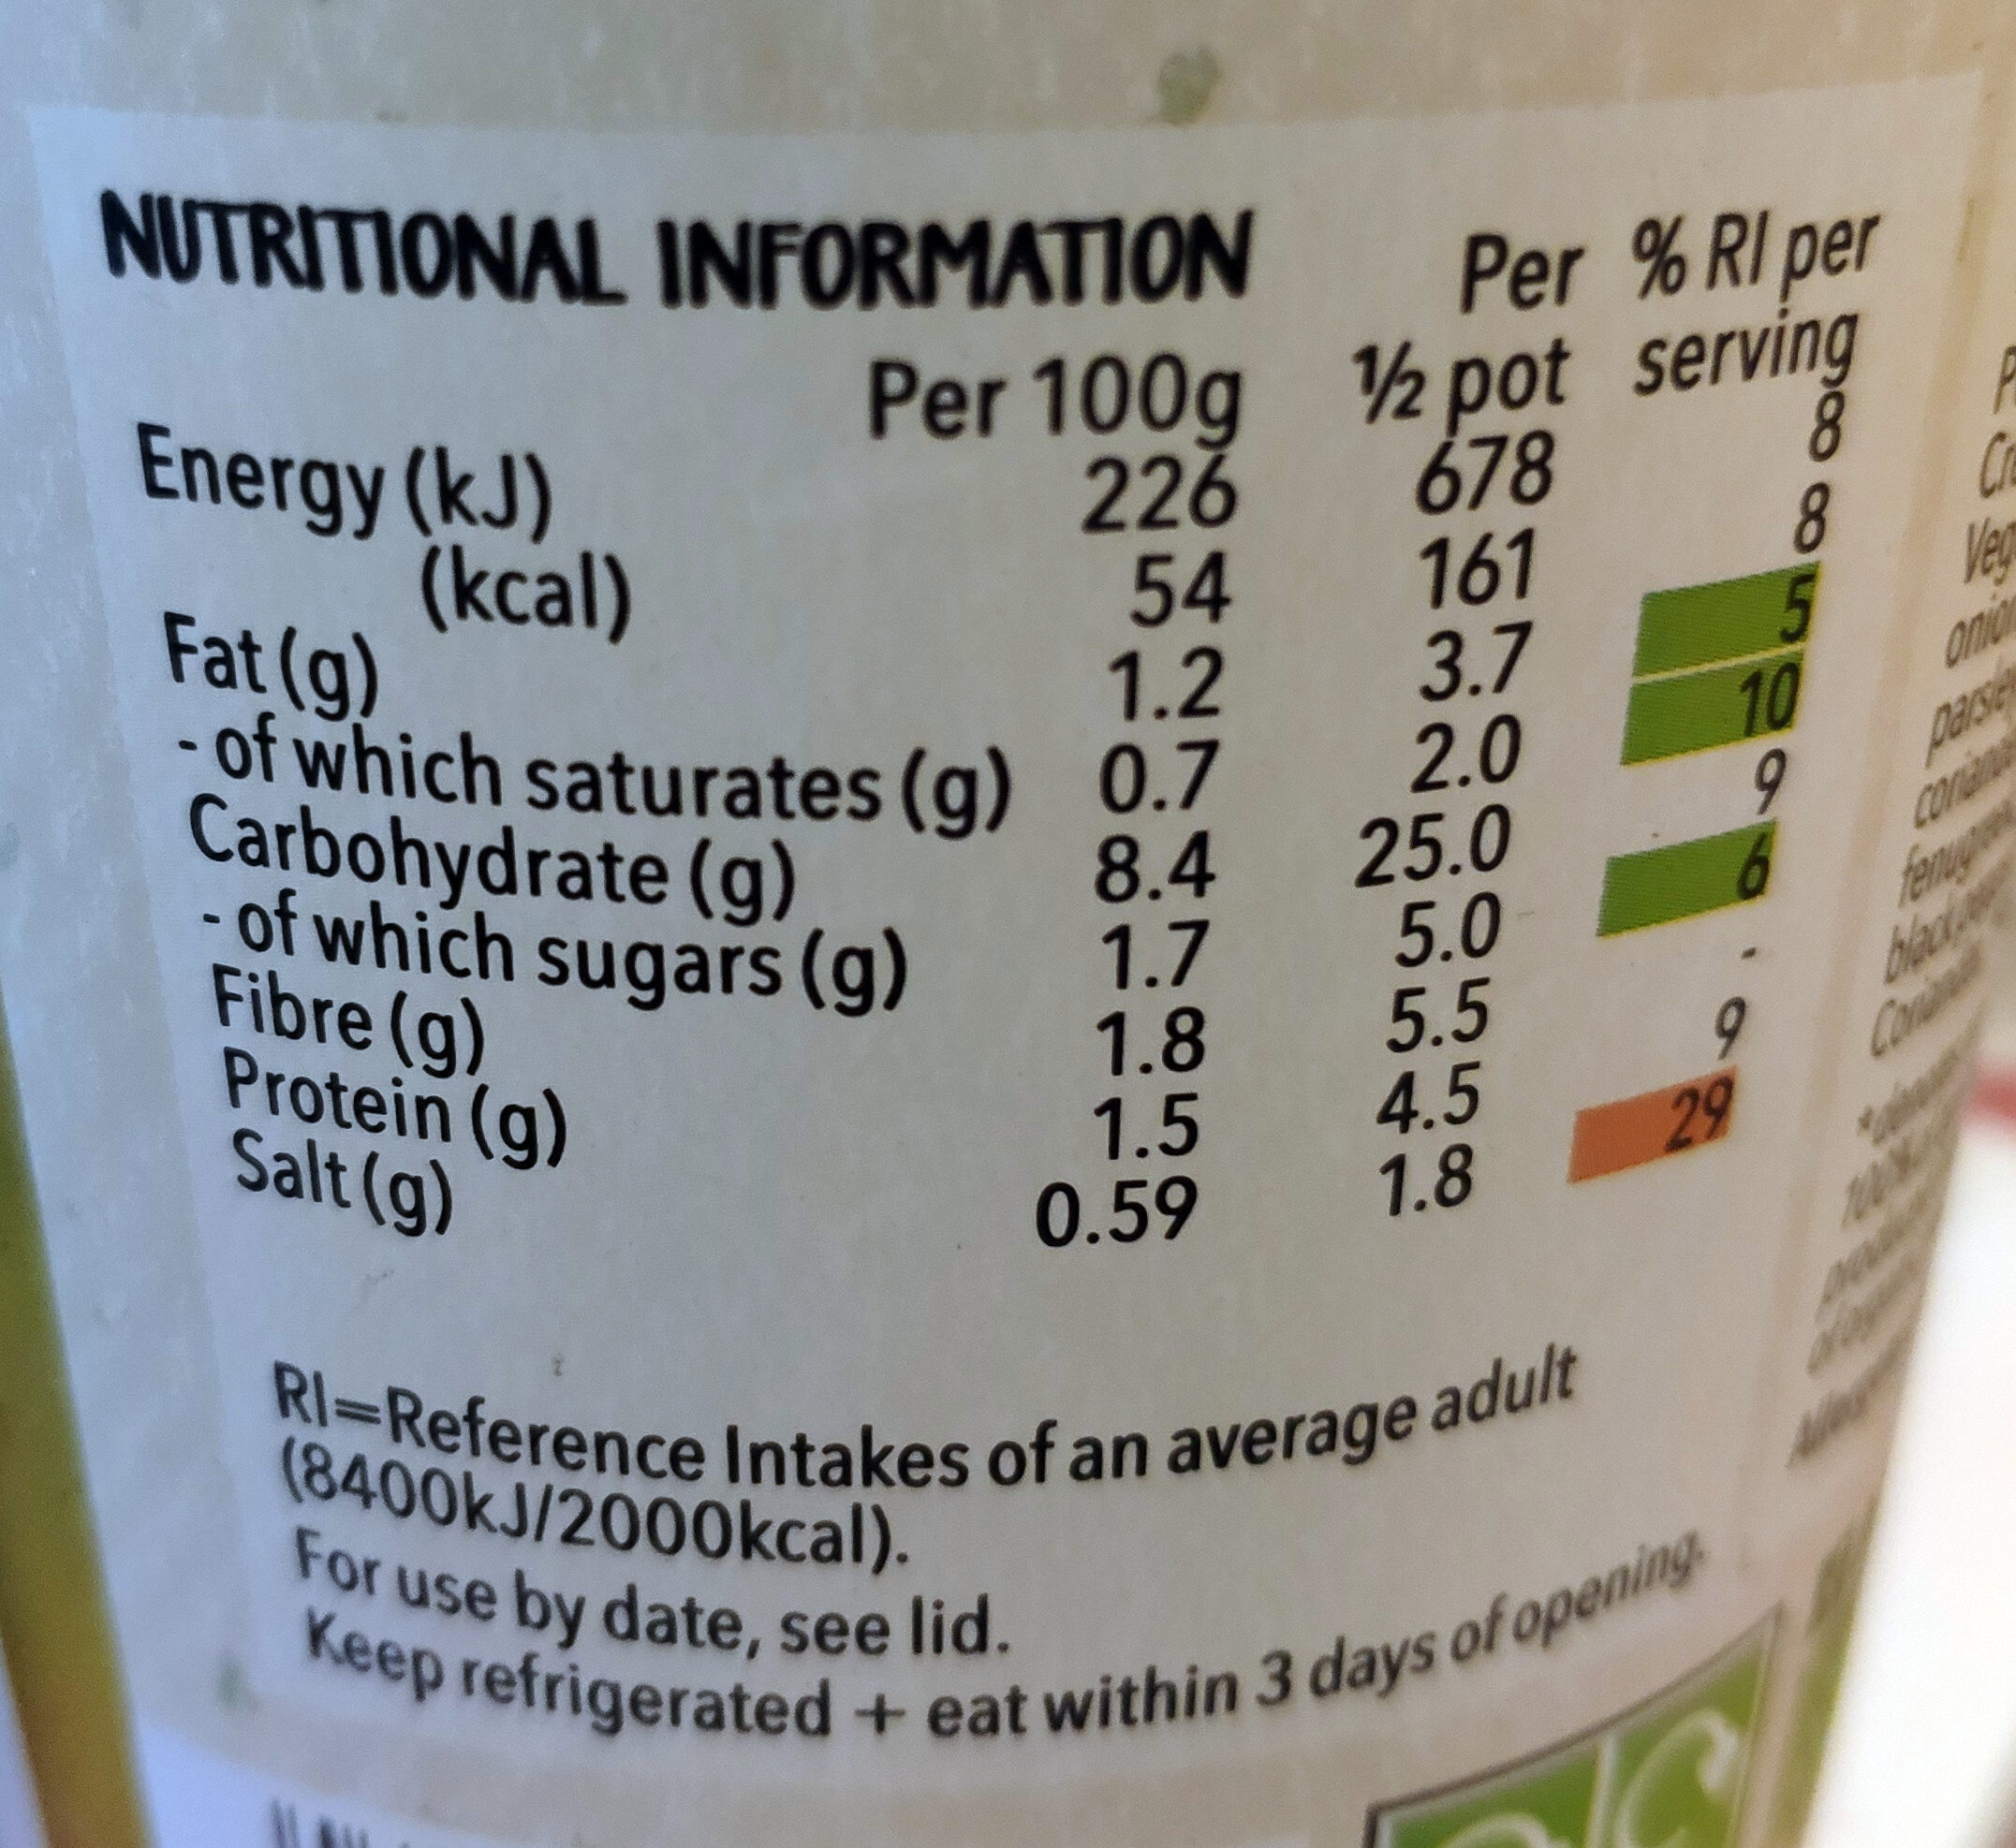 NUTRITIONAL INFORMATION
Per 100g Per ½ pot % RI per serving
Energy (kJ) 226 678 8
(kcal) 54 161 8
Fat (g) 1.2 3.7 5
- of which saturates (g) 0.7 2.0 10
Carbohydrate (g) 8.4 25.0 9
- of which sugars (g) 1.7 5.0 6
Fibre (g) 1.8 5.5 -
Protein (g) 1.5 4.5 9
Salt (g) 0.59 1.8 29
RI=Reference Intakes of an average adult
(8400kJ/2000kcal).
For use by date, see lid.
Keep refrigerated + eat within 3 days of opening.